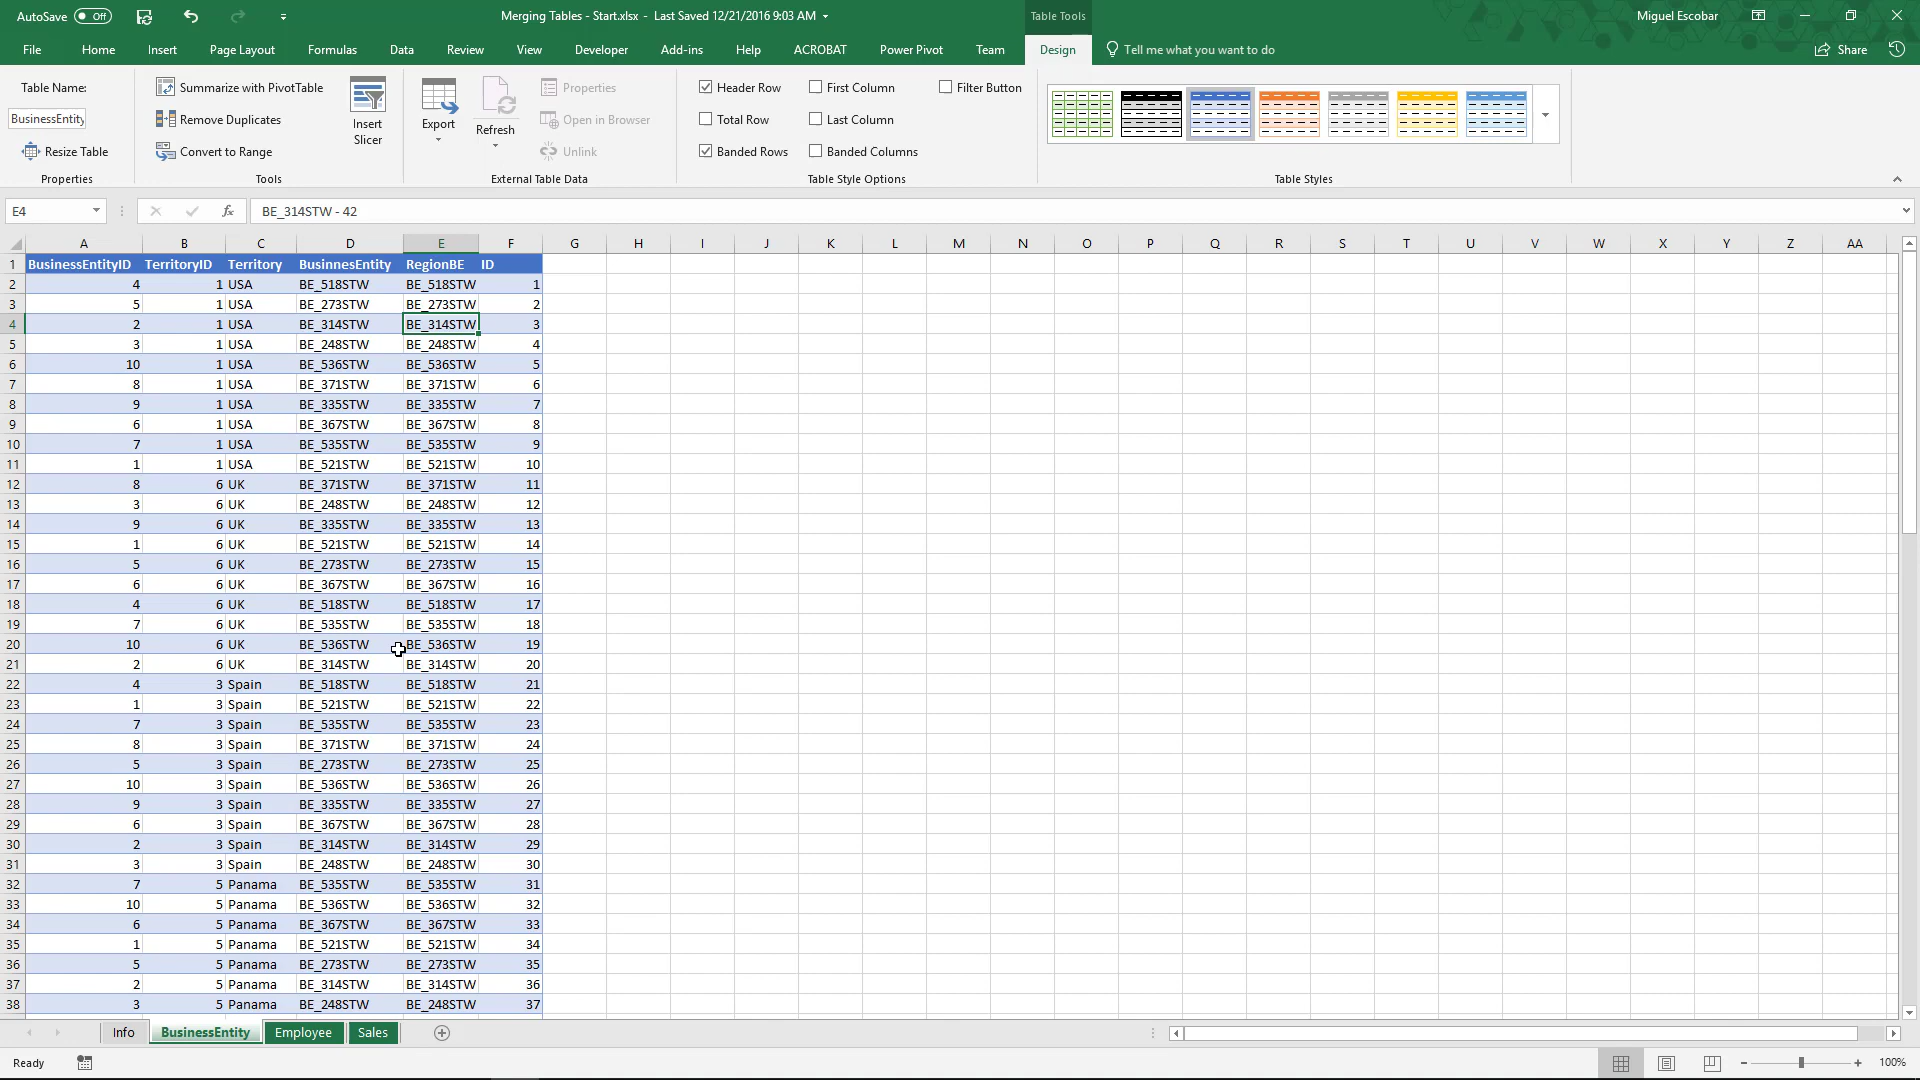 AutoSave Off Merging Tables - Start.xlsx - Last Saved 12/21/2016 9:03 AM Table Tools Miguel Escobar
File Home Insert Page Layout Formulas Data Review View Developer Add-ins Help ACROBAT Power Pivot Team Design Tell me what you want to do Share
Table Name: Summarize with PivotTable Properties Header Row First Column Filter Button
BusinessEntity Remove Duplicates Insert Slicer Export Refresh Open in Browser Total Row Last Column
Resize Table Convert to Range Unlink Banded Rows Banded Columns
Properties Tools External Table Data Table Style Options Table Styles
E4 fx BE_314STW - 42
A B C D E F G H I J K L M N O P Q R S T U V W X Y Z AA
1 BusinessEntityID TerritoryID Territory BusinnesEntity RegionBE ID
2 4 1 USA BE_518STW BE_518STW 1
3 5 1 USA BE_273STW BE_273STW 2
4 2 1 USA BE_314STW BE_314STW 3
5 3 1 USA BE_248STW BE_248STW 4
6 10 1 USA BE_536STW BE_536STW 5
7 8 1 USA BE_371STW BE_371STW 6
8 9 1 USA BE_335STW BE_335STW 7
9 6 1 USA BE_367STW BE_367STW 8
10 7 1 USA BE_535STW BE_535STW 9
11 1 1 USA BE_521STW BE_521STW 10
12 8 6 UK BE_371STW BE_371STW 11
13 3 6 UK BE_248STW BE_248STW 12
14 9 6 UK BE_335STW BE_335STW 13
15 1 6 UK BE_521STW BE_521STW 14
16 5 6 UK BE_273STW BE_273STW 15
17 6 6 UK BE_367STW BE_367STW 16
18 4 6 UK BE_518STW BE_518STW 17
19 7 6 UK BE_535STW BE_535STW 18
20 10 6 UK BE_536STW BE_536STW 19
21 2 6 UK BE_314STW BE_314STW 20
22 4 3 Spain BE_518STW BE_518STW 21
23 1 3 Spain BE_521STW BE_521STW 22
24 7 3 Spain BE_535STW BE_535STW 23
25 8 3 Spain BE_371STW BE_371STW 24
26 5 3 Spain BE_273STW BE_273STW 25
27 10 3 Spain BE_536STW BE_536STW 26
28 9 3 Spain BE_335STW BE_335STW 27
29 6 3 Spain BE_367STW BE_367STW 28
30 2 3 Spain BE_314STW BE_314STW 29
31 3 3 Spain BE_248STW BE_248STW 30
32 7 5 Panama BE_535STW BE_535STW 31
33 10 5 Panama BE_536STW BE_536STW 32
34 6 5 Panama BE_367STW BE_367STW 33
35 1 5 Panama BE_521STW BE_521STW 34
36 5 5 Panama BE_273STW BE_273STW 35
37 2 5 Panama BE_314STW BE_314STW 36
38 3 5 Panama BE_248STW BE_248STW 37
Info BusinessEntity Employee Sales
Ready 100%